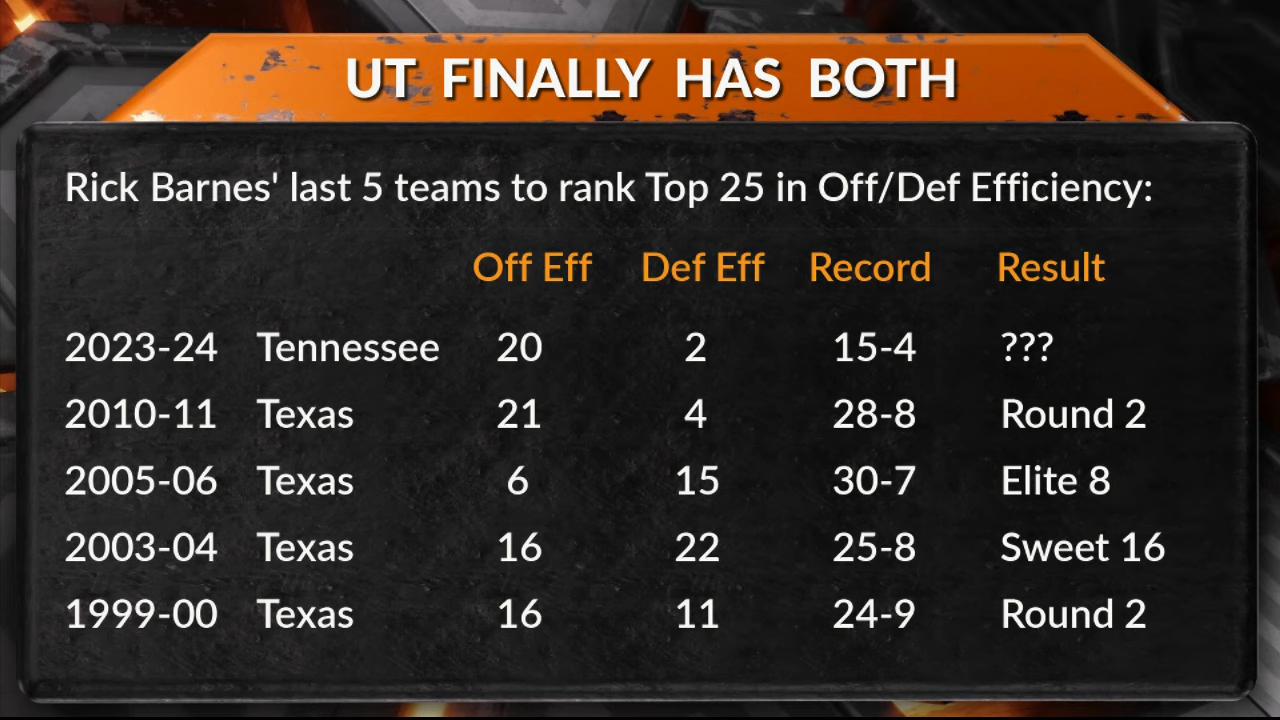 UT FINALLY HAS BOTH
Rick Barnes' last 5 teams to rank Top 25 in Off/Def Efficiency:
Off Eff Def Eff Record Result
2023-24 Tennessee 20 2 15-4 ???
2010-11 Texas 21 4 28-8 Round 2
2005-06 Texas 6 15 30-7 Elite 8
2003-04 Texas 16 22 25-8 Sweet 16
1999-00 Texas 16 11 24-9 Round 2